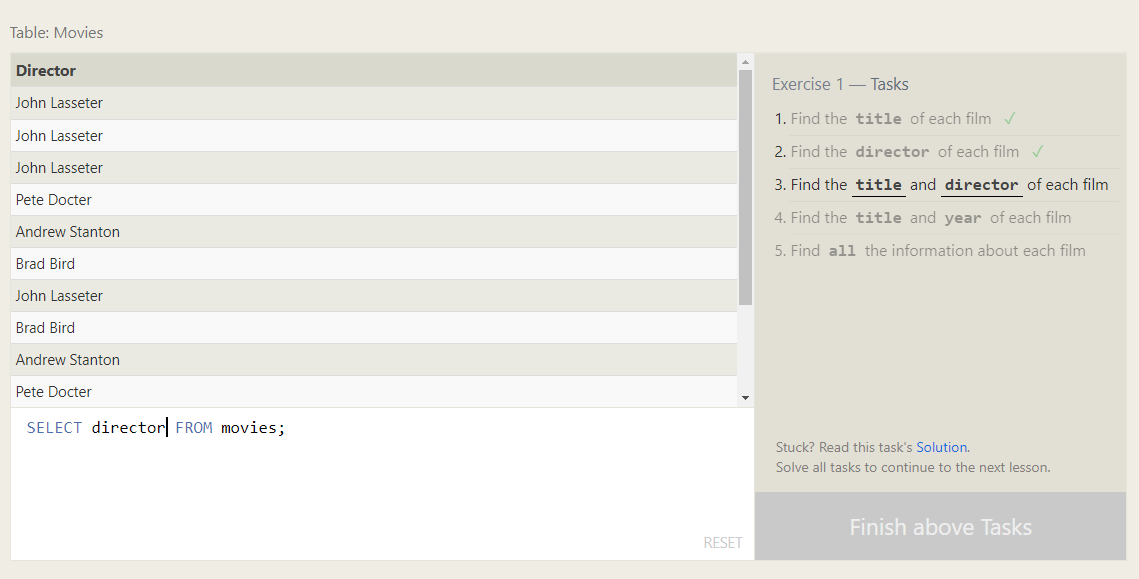 Table: Movies
Director
John Lasseter
John Lasseter
John Lasseter
Pete Docter
Andrew Stanton
Brad Bird
John Lasseter
Brad Bird
Andrew Stanton
Pete Docter
SELECT director FROM movies;
RESET
Exercise 1 — Tasks
1. Find the title of each film ✓
2. Find the director of each film ✓
3. Find the title and director of each film
4. Find the title and year of each film
5. Find all the information about each film
Stuck? Read this task's Solution.
Solve all tasks to continue to the next lesson.
Finish above Tasks